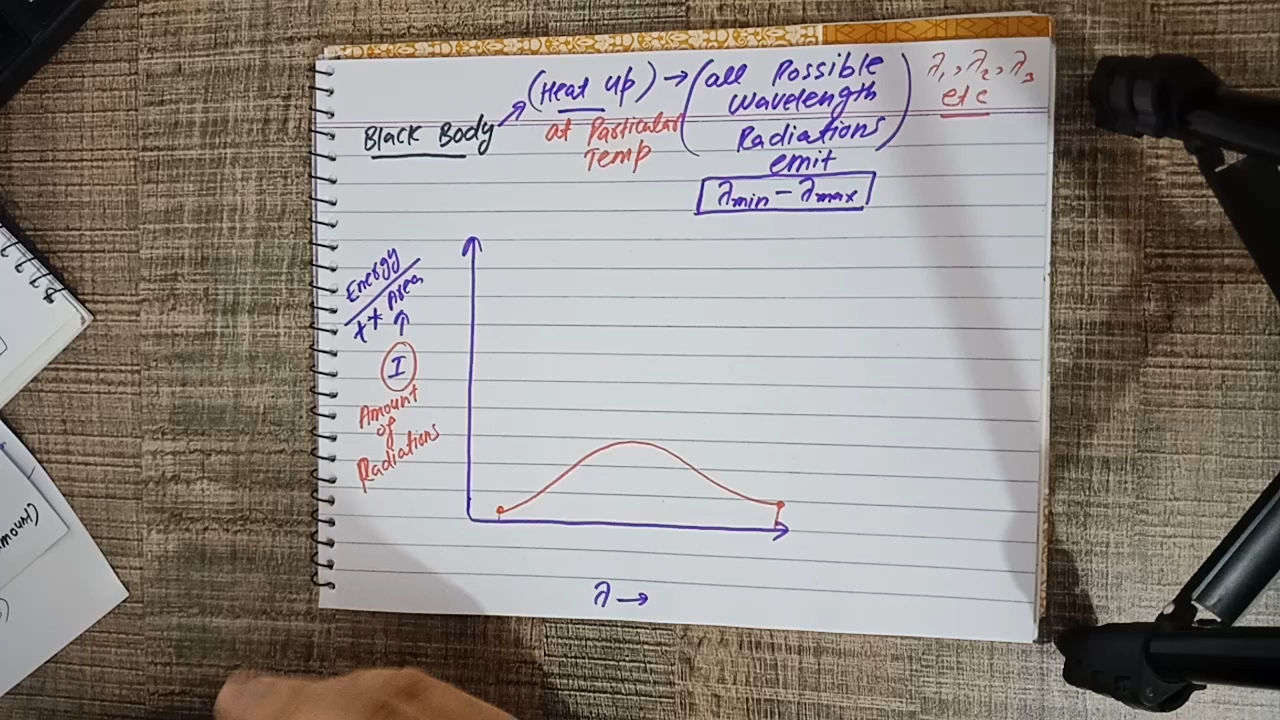 Black Body
(Heat up) → (all Possible
at Particular
Temp
Wavelength
Radiations)
emit
λmin - λmax
λ1, λ2, λ3
etc
Energy
t * Area
I
Amount
of
Radiations
λ →